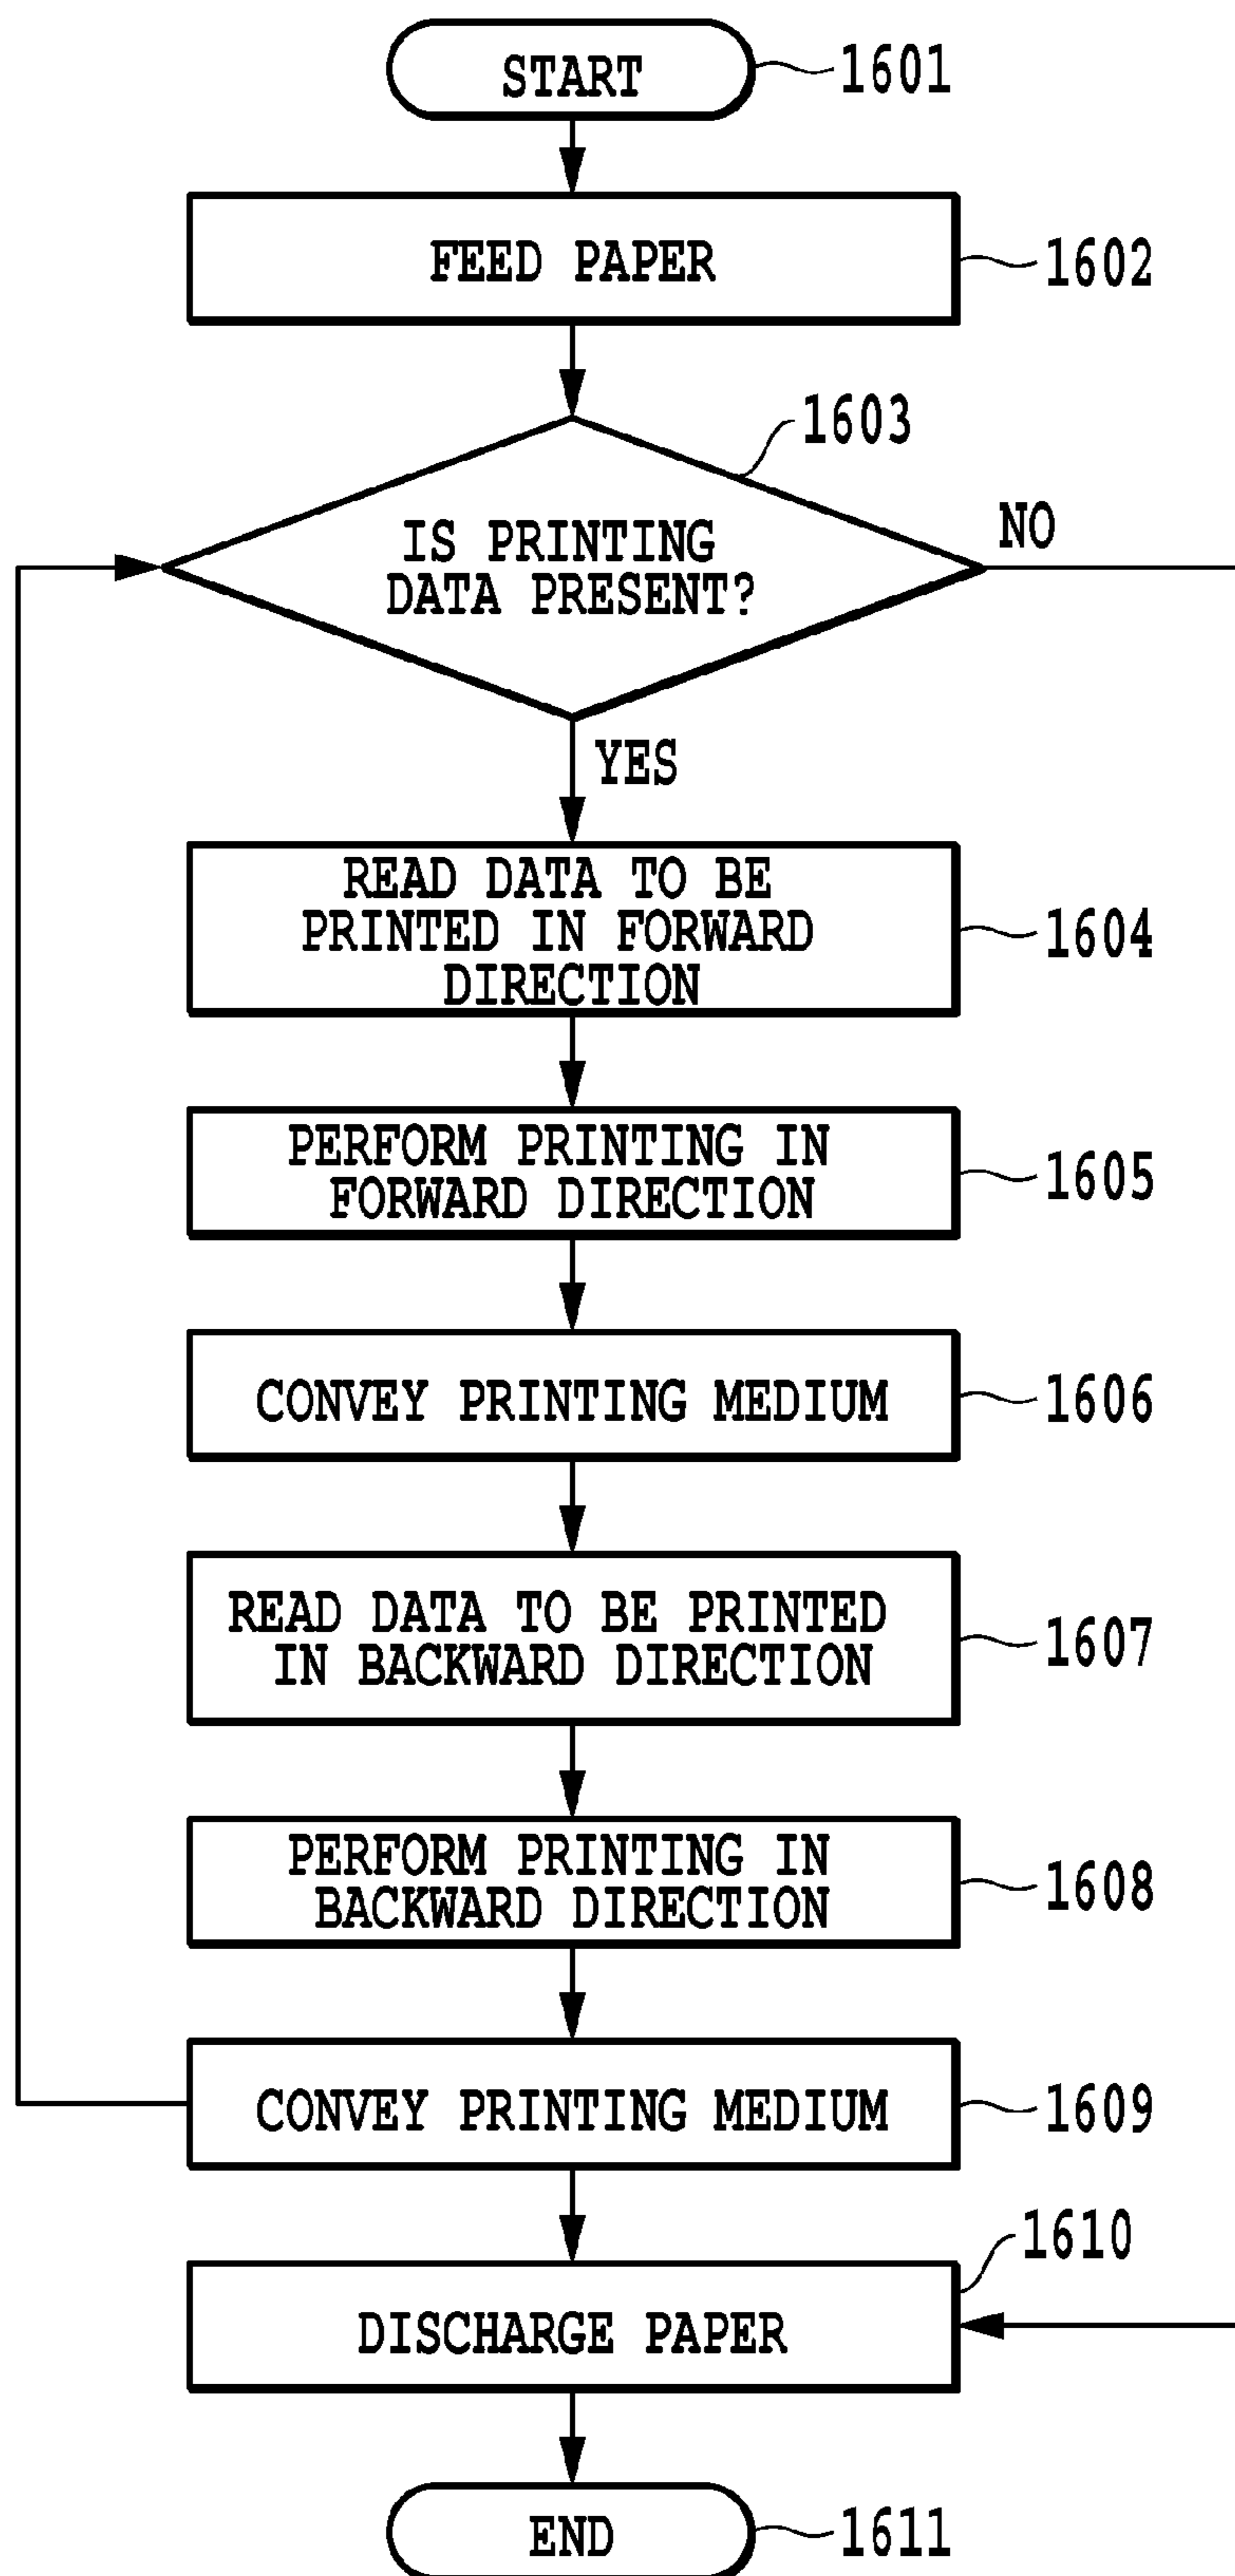 START
1601
FEED PAPER
1602
1603
IS PRINTING
DATA PRESENT?
NO
YES
READ DATA TO BE
PRINTED IN FORWARD
DIRECTION
1604
PERFORM PRINTING IN
FORWARD DIRECTION
1605
CONVEY PRINTING MEDIUM
1606
READ DATA TO BE PRINTED
IN BACKWARD DIRECTION
1607
PERFORM PRINTING IN
BACKWARD DIRECTION
1608
CONVEY PRINTING MEDIUM
1609
1610
DISCHARGE PAPER
END
1611